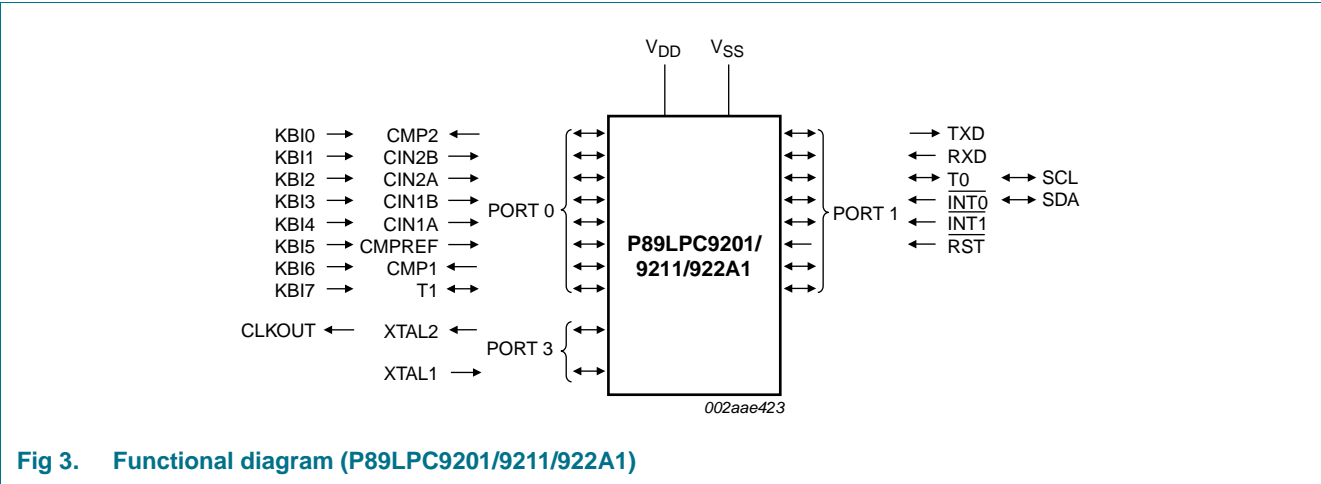 VDD VSS
KBI0 CMP2 TXD
KBI1 CIN2B RXD
KBI2 CIN2A T0 SCL
KBI3 CIN1B PORT 0 PORT 1 INT0 SDA
KBI4 CIN1A INT1
KBI5 CMPREF P89LPC9201/ RST
KBI6 CMP1 9211/922A1
KBI7 T1
CLKOUT XTAL2
PORT 3
XTAL1
002aae423
Fig 3. Functional diagram (P89LPC9201/9211/922A1)